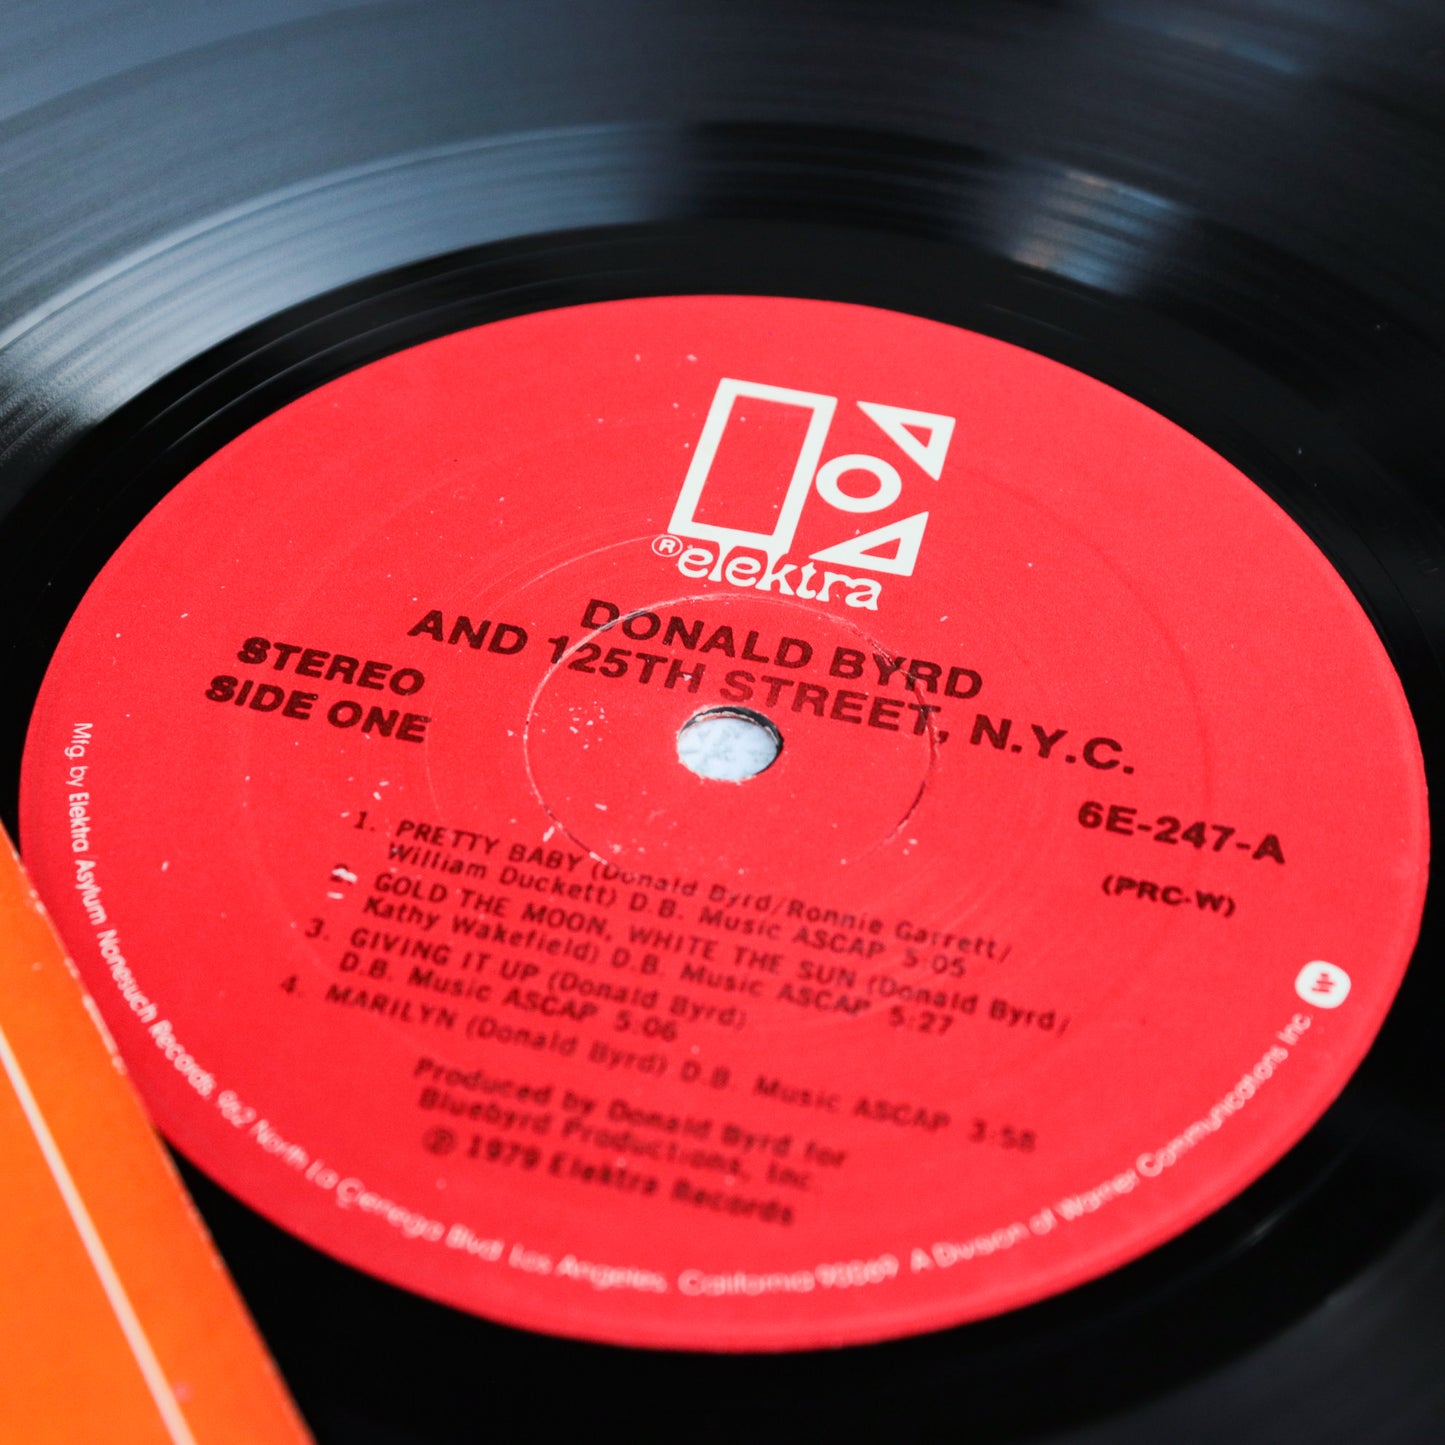 ® elektra
DONALD BYRD
AND 125TH STREET, N.Y.C.
STEREO
SIDE ONE
6E-247-A
(PRC-W)
1. PRETTY BABY (Donald Byrd/Ronnie Garrett/
William Duckett) D.B. Music ASCAP 5:05
2. GOLD THE MOON, WHITE THE SUN (Donald Byrd/
Kathy Wakefield) D.B. Music ASCAP 5:27
3. GIVING IT UP (Donald Byrd)
D.B. Music ASCAP 5:06
4. MARILYN (Donald Byrd) D.B. Music ASCAP 3:58
Produced by Donald Byrd for
Bluebyrd Productions, Inc.
℗ 1979 Elektra Records
Mfg. by Elektra Asylum Nonesuch Records, 962 North La Cienega Blvd. Los Angeles, California 90069 A Division of Warner Communications Inc.